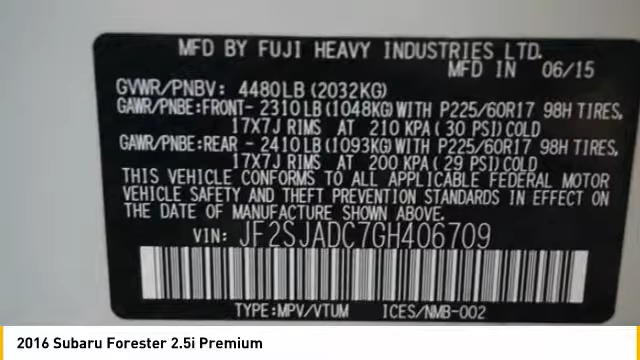 MFD BY FUJI HEAVY INDUSTRIES LTD.
MFD IN 06/15
GVWR/PNBV: 4480LB (2032KG)
GAWR/PNBE:FRONT- 2310 LB (1048KG) WITH P225/60R17 98H TIRES,
17X7J RIMS AT 210 KPA ( 30 PSI) COLD
GAWR/PNBE:REAR - 2410 LB (1093KG) WITH P225/60R17 98H TIRES,
17X7J RIMS AT 200 KPA (29 PSI) COLD
THIS VEHICLE CONFORMS TO ALL APPLICABLE FEDERAL MOTOR
VEHICLE SAFETY AND THEFT PREVENTION STANDARDS IN EFFECT
ON THE DATE OF MANUFACTURE SHOWN ABOVE
VIN: JF2SJADC7GH406709
TYPE:MPV/VTUM ICES/NMB-002
2016 Subaru Forester 2.5i Premium